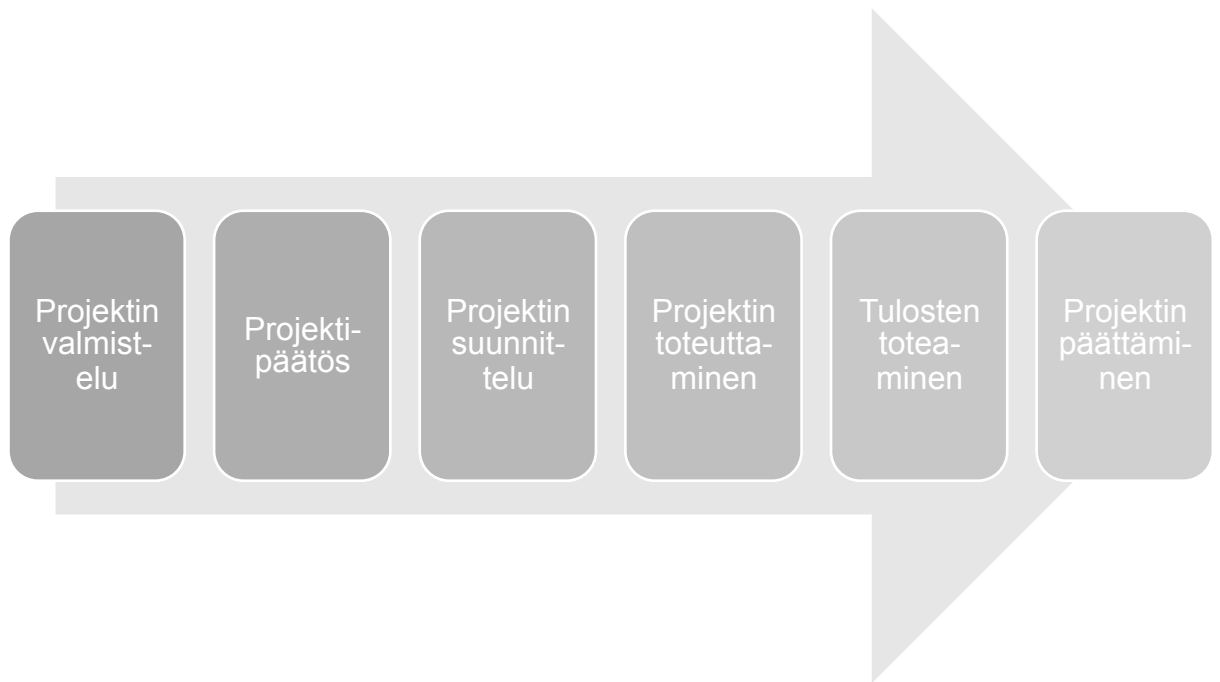 Projektin
valmist-
elu
Projekti-
päätös
Projektin
suunnit-
telu
Projektin
toteutta-
minen
Tulosten
totea-
minen
Projektin
päättämi-
nen